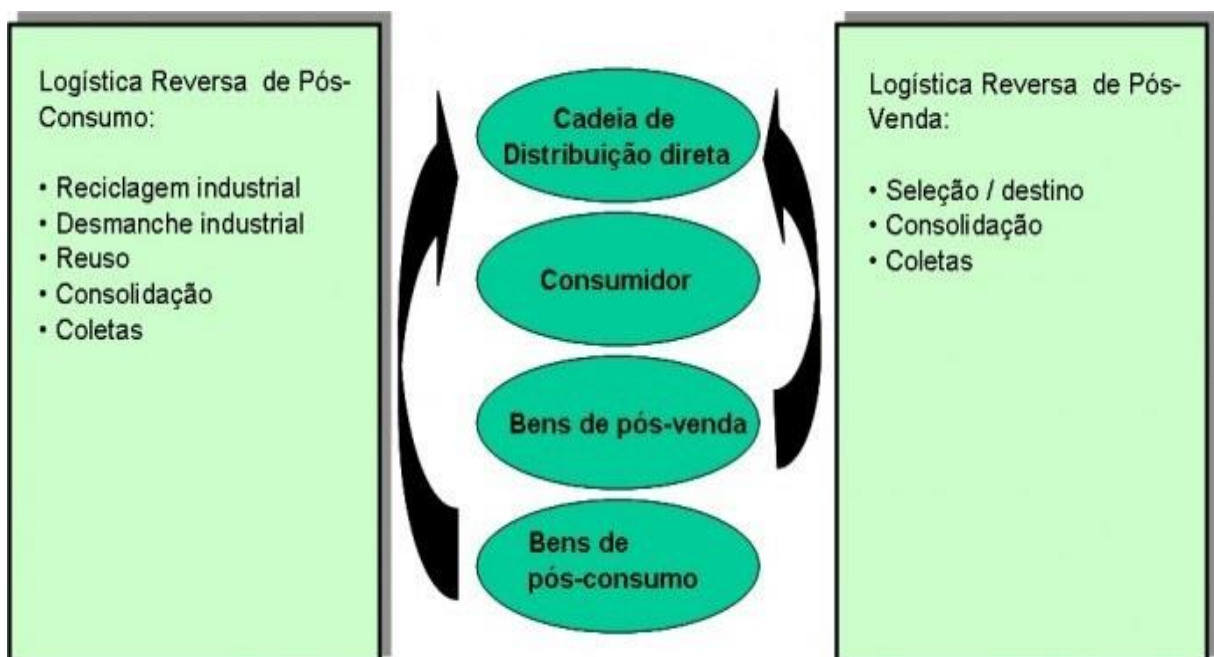 Logística Reversa de Pós-
Consumo:
• Reciclagem industrial
• Desmanche industrial
• Reuso
• Consolidação
• Coletas
Cadeia de
Distribuição direta
Consumidor
Bens de pós-venda
Bens de
pós-consumo
Logística Reversa de Pós-
Venda:
• Seleção / destino
• Consolidação
• Coletas